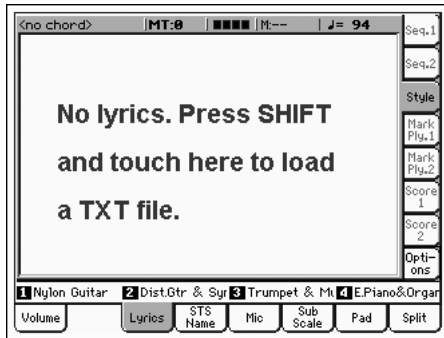 <no chord> MT:0 M:-- ♩= 94
Seq.1
Seq.2
Style
Mark
Ply.1
Mark
Ply.2
Score
1
Score
2
Opti-
ons
No lyrics. Press SHIFT
and touch here to load
a TXT file.
1 Nylon Guitar 2 Dist.Gtr & Syr 3 Trumpet & Mu 4 E.Piano&Organ
Volume Lyrics STS Name Mic Sub Scale Pad Split